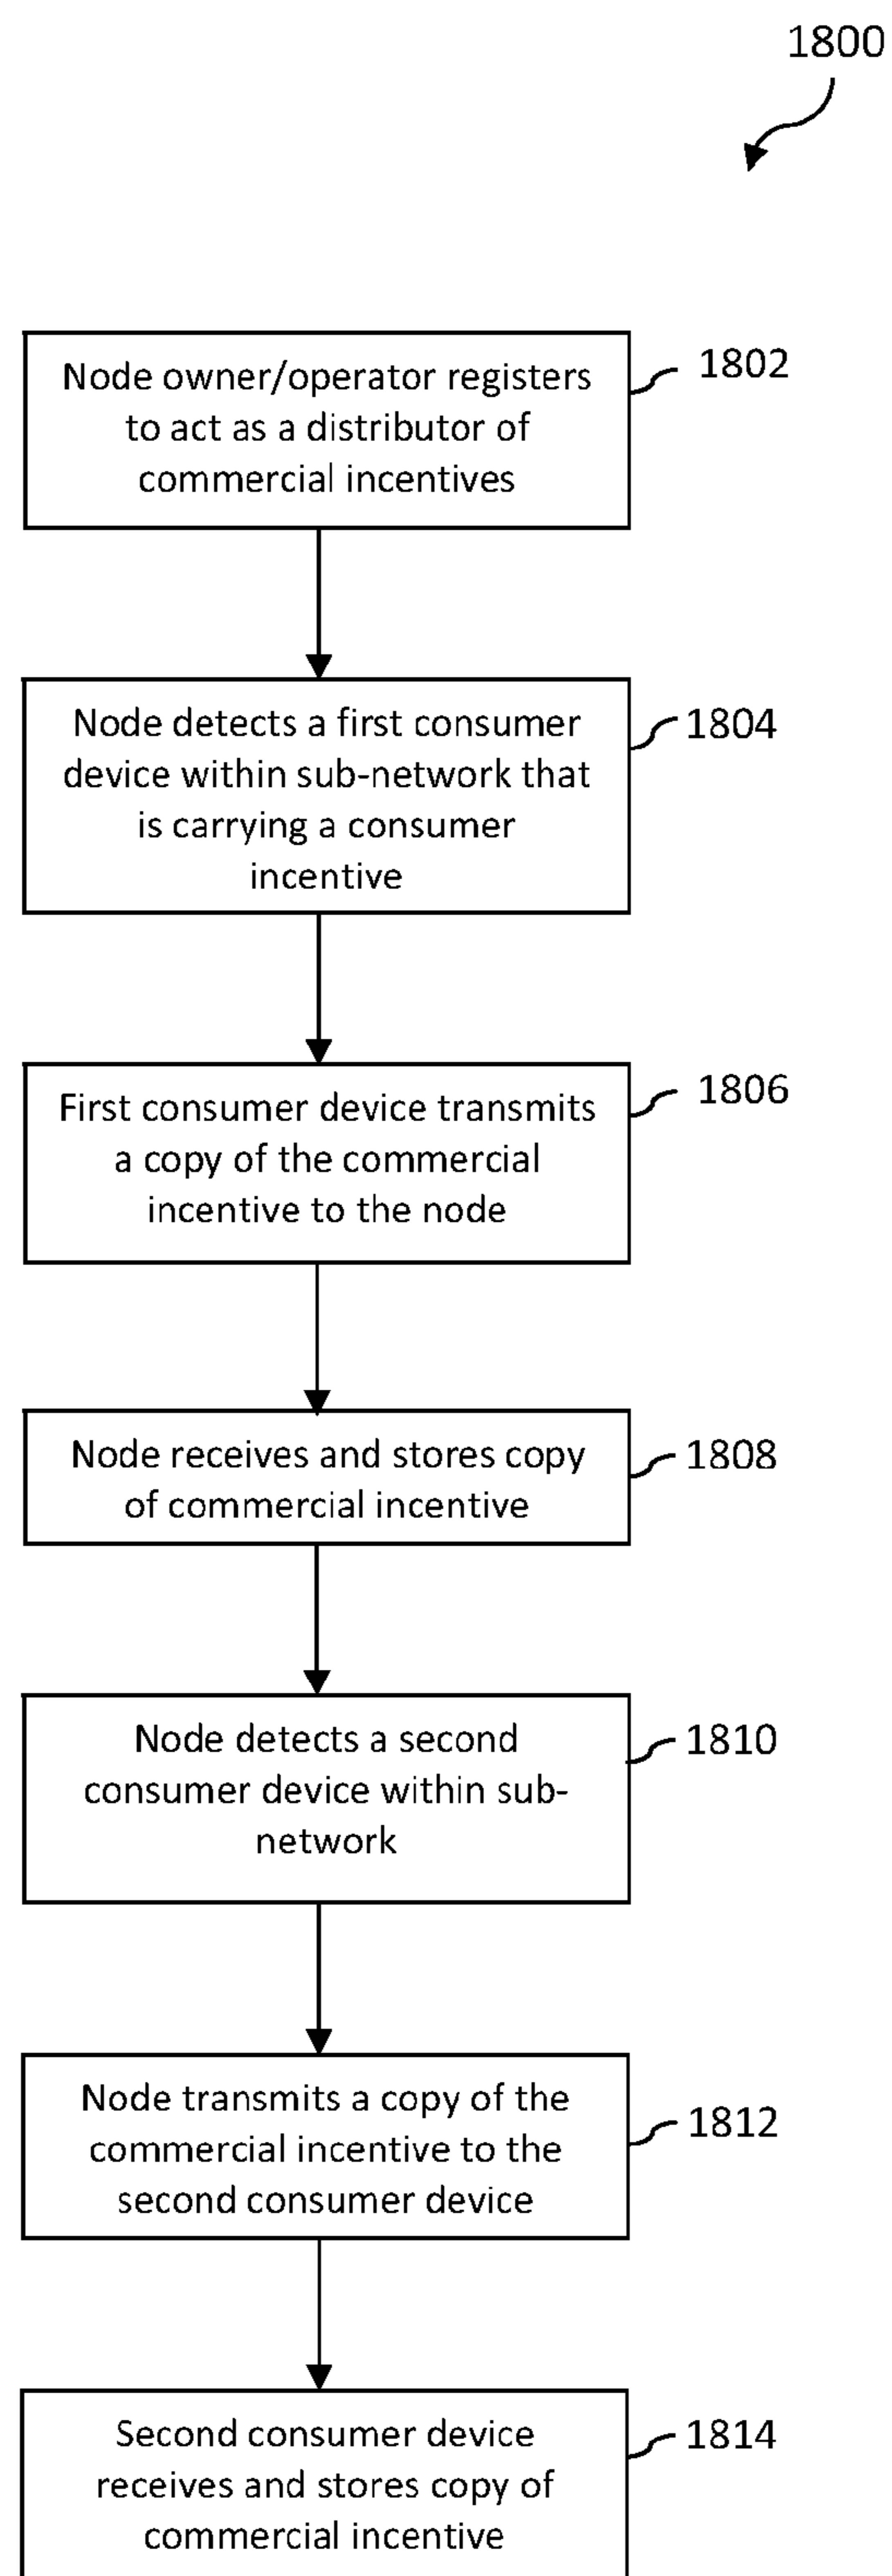 1800
Node owner/operator registers
to act as a distributor of
commercial incentives
1802
Node detects a first consumer
device within sub-network that
is carrying a consumer
incentive
1804
First consumer device transmits
a copy of the commercial
incentive to the node
1806
Node receives and stores copy
of commercial incentive
1808
Node detects a second
consumer device within sub-
network
1810
Node transmits a copy of the
commercial incentive to the
second consumer device
1812
Second consumer device
receives and stores copy of
commercial incentive
1814